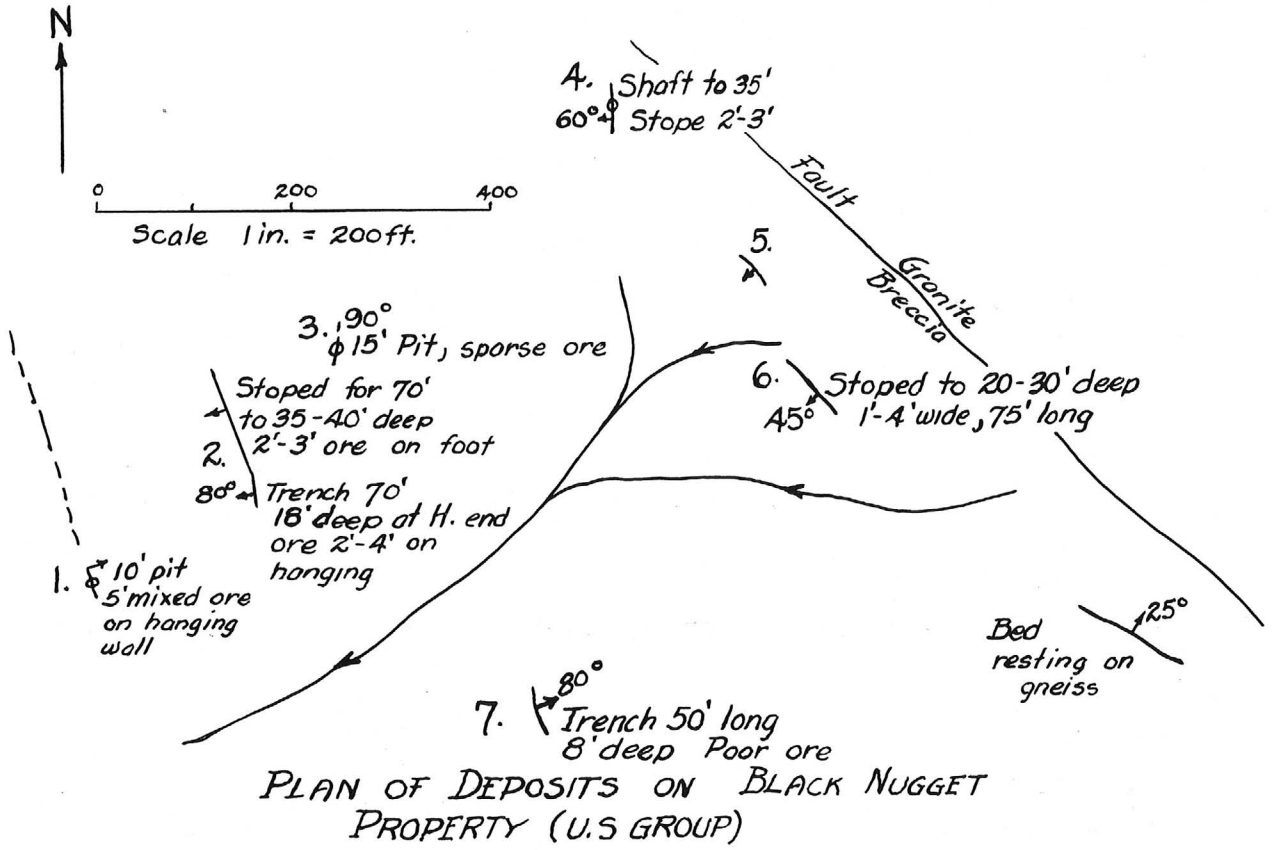 N
0 200 400
Scale 1 in. = 200 ft.
4. Shaft to 35'
60° Stope 2'-3'
Fault
Granite
Breccia
5.
3. 90°
15' Pit, sparse ore
Stoped for 70'
to 35-40' deep
2. 2'-3' ore on foot
80° Trench 70'
18' deep at H. end
ore 2'-4' on
hanging
6. Stoped to 20-30' deep
45° 1'-4' wide, 75' long
1. 10' pit
5' mixed ore
on hanging
wall
25°
Bed
resting on
gneiss
80°
7. Trench 50' long
8' deep Poor ore
PLAN OF DEPOSITS ON BLACK NUGGET
PROPERTY (U.S GROUP)